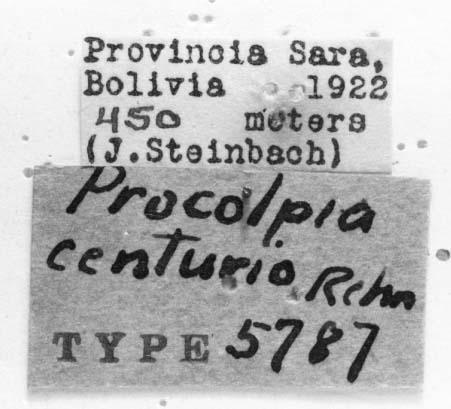 Provincia Sara,
Bolivia 1922
450 meters
(J.Steinbach)
Procolpia
centurio Rehn
TYPE 5787